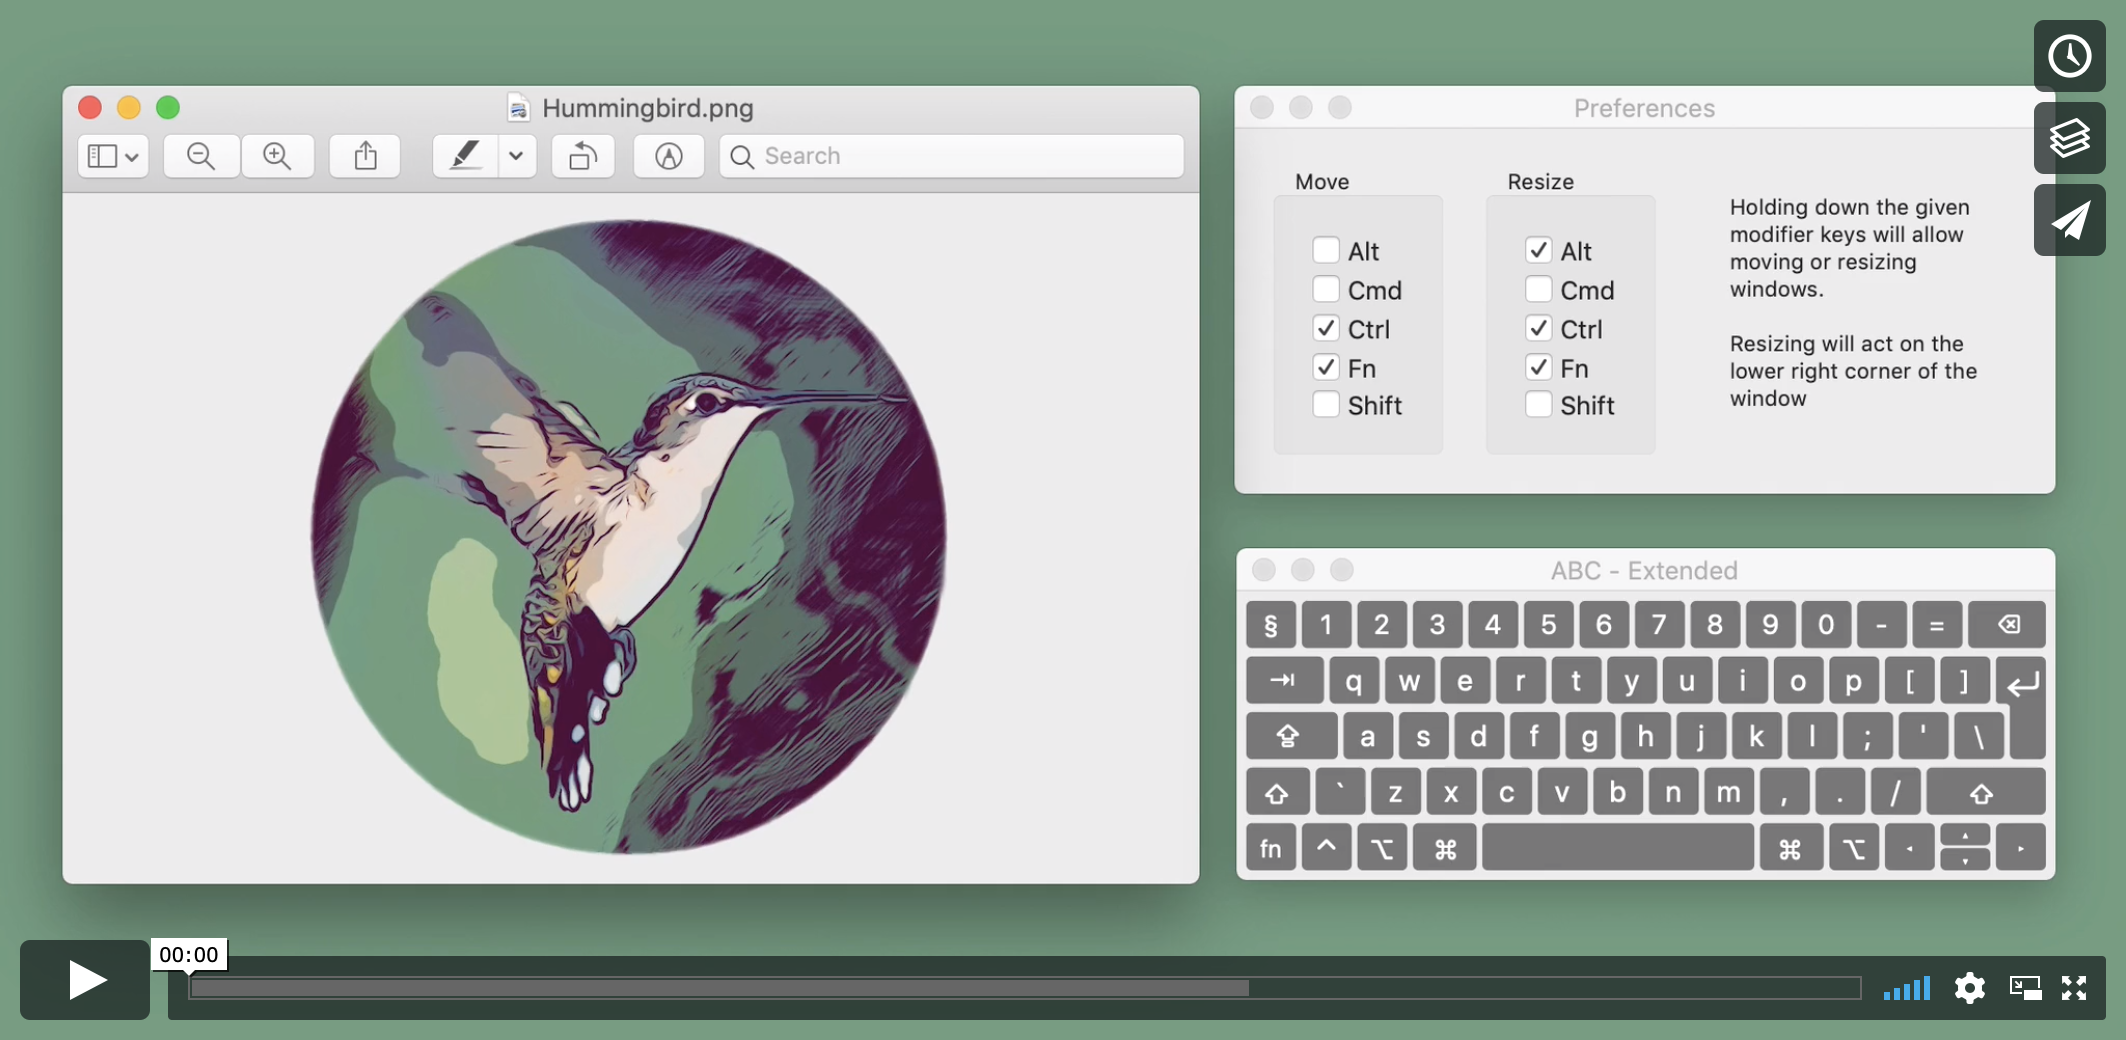 Hummingbird.png
Search
Preferences
Move
Alt
Cmd
Ctrl
Fn
Shift
Resize
Alt
Cmd
Ctrl
Fn
Shift
Holding down the given
modifier keys will allow
moving or resizing
windows.
Resizing will act on the
lower right corner of the
window
ABC - Extended
§ 1 2 3 4 5 6 7 8 9 0 - =
q w e r t y u i o p [ ]
a s d f g h j k l ; ' \
` z x c v b n m , . /
fn ^ ⌥ ⌘ ⌘ ⌥
00:00